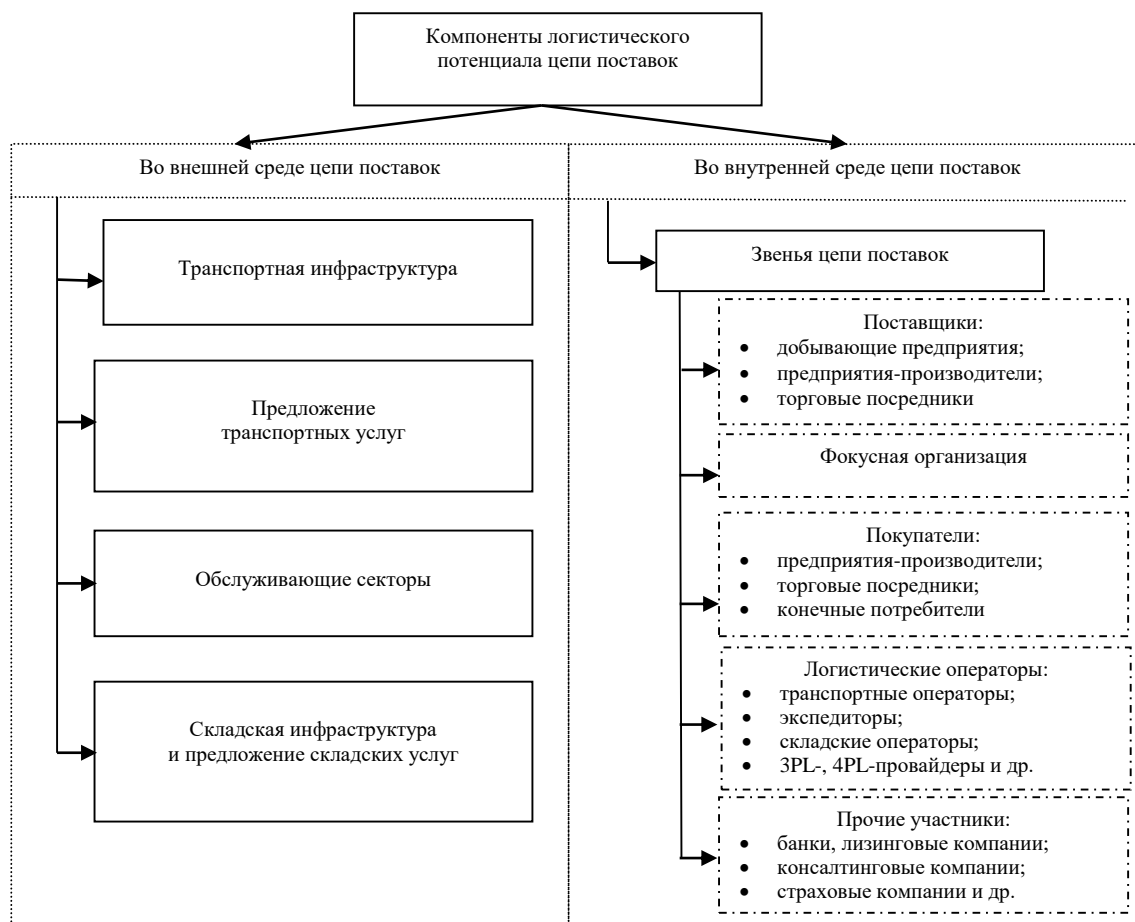 Компоненты логистического
потенциала цепи поставок
Во внешней среде цепи поставок
Транспортная инфраструктура
Предложение
транспортных услуг
Обслуживающие секторы
Складская инфраструктура
и предложение складских услуг
Во внутренней среде цепи поставок
Звенья цепи поставок
Поставщики:
• добывающие предприятия;
• предприятия-производители;
• торговые посредники
Фокусная организация
Покупатели:
• предприятия-производители;
• торговые посредники;
• конечные потребители
Логистические операторы:
• транспортные операторы;
• экспедиторы;
• складские операторы;
• 3PL-, 4PL-провайдеры и др.
Прочие участники:
• банки, лизинговые компании;
• консалтинговые компании;
• страховые компании и др.